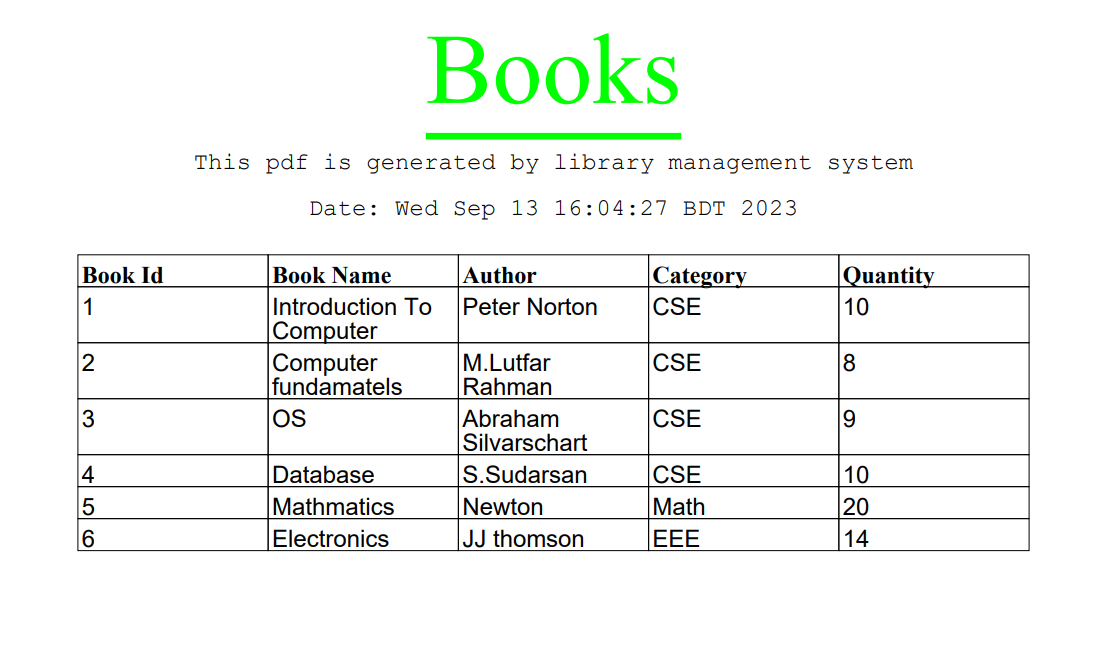 Books
This pdf is generated by library management system
Date: Wed Sep 13 16:04:27 BDT 2023
Book Id Book Name Author Category Quantity
1 Introduction To Peter Norton CSE 10
Computer
2 Computer M.Lutfar CSE 8
fundamatels Rahman
3 OS Abraham CSE 9
Silvarschart
4 Database S.Sudarsan CSE 10
5 Mathmatics Newton Math 20
6 Electronics JJ thomson EEE 14